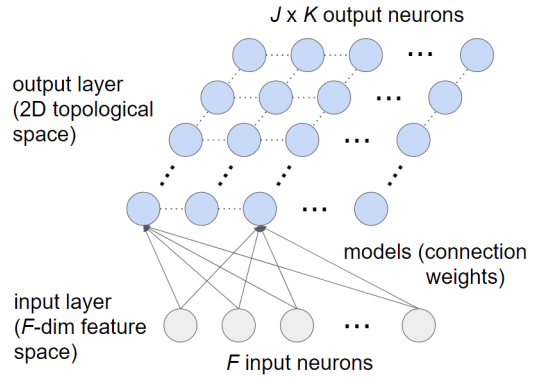 J x K output neurons
output layer
(2D topological
space)
models (connection
weights)
input layer
(F-dim feature
space)
F input neurons